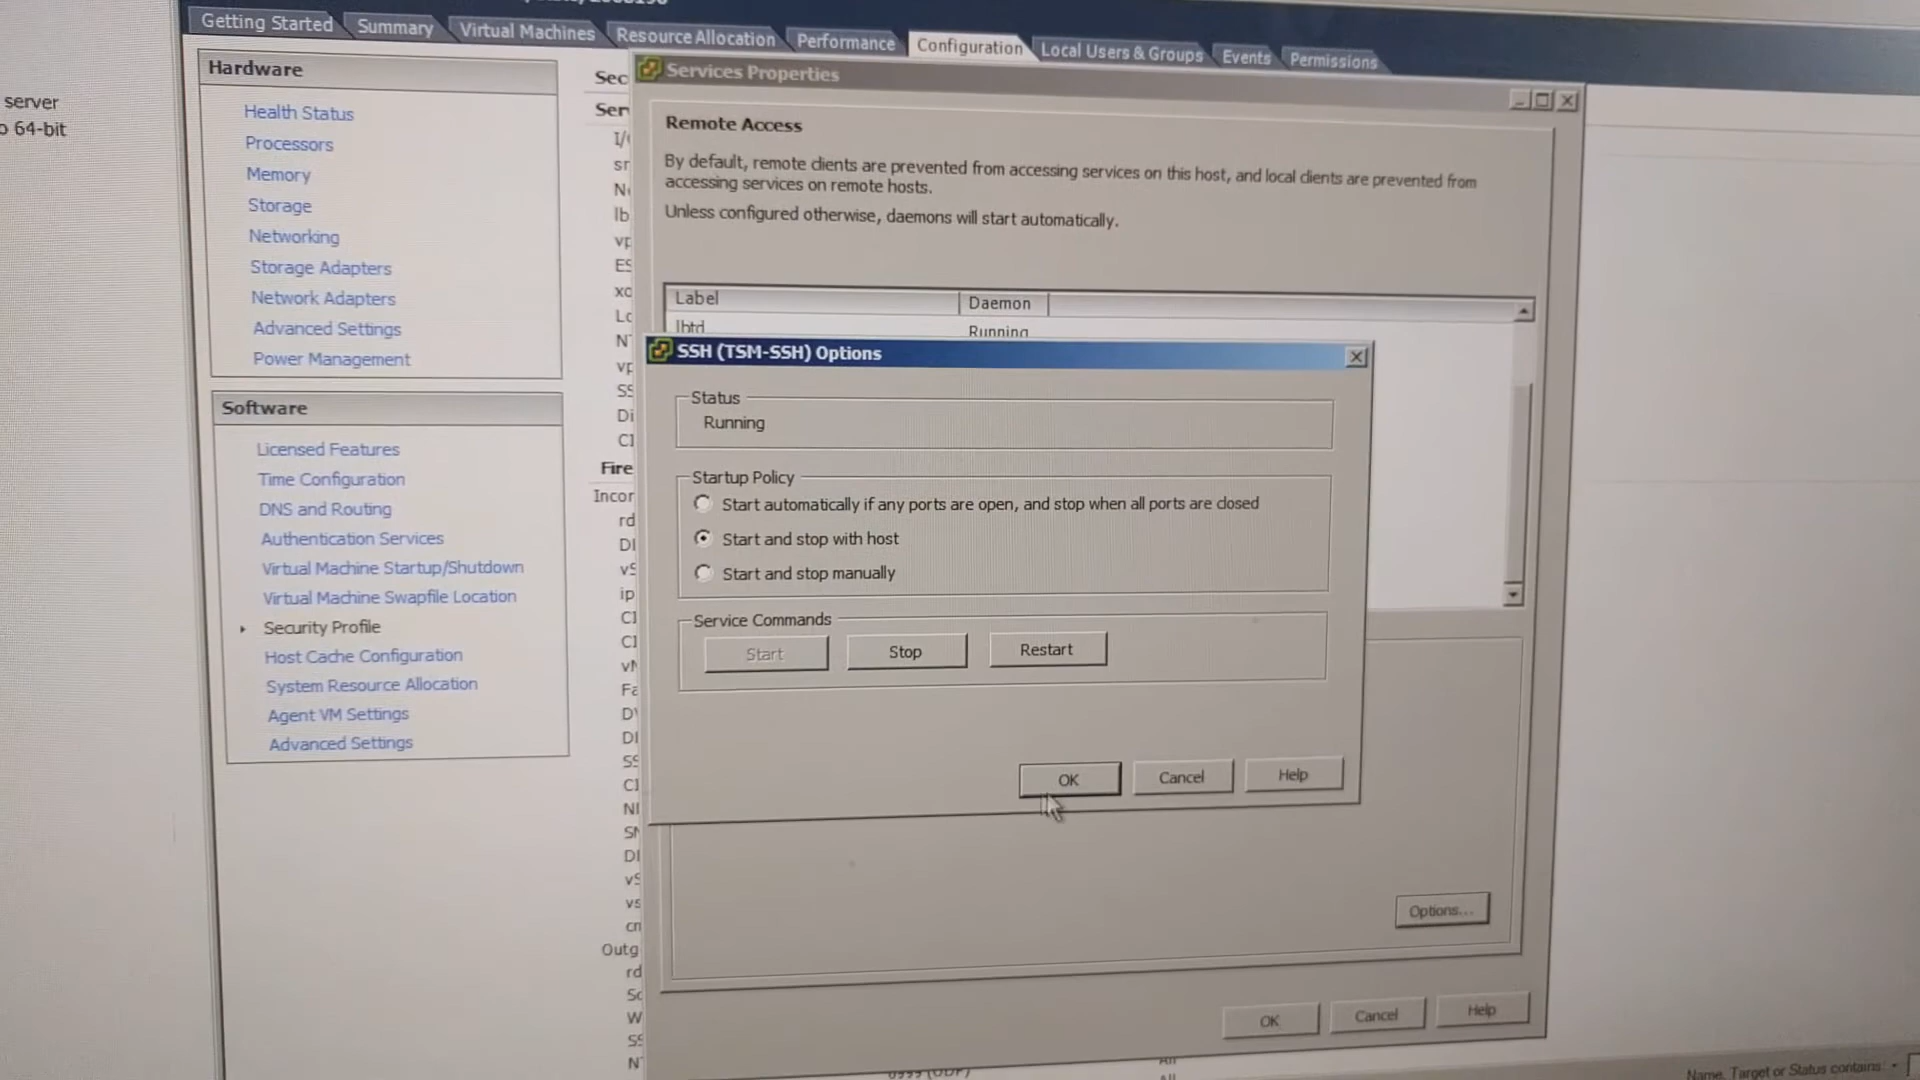 Getting Started
Summary
Virtual Machines
Resource Allocation
Performance
Configuration
Local Users & Groups
Events
Permissions
server
64-bit
Hardware
Health Status
Processors
Memory
Storage
Networking
Storage Adapters
Network Adapters
Advanced Settings
Power Management
Software
Licensed Features
Time Configuration
DNS and Routing
Authentication Services
Virtual Machine Startup/Shutdown
Virtual Machine Swapfile Location
Security Profile
Host Cache Configuration
System Resource Allocation
Agent VM Settings
Advanced Settings
Services Properties
Remote Access
By default, remote clients are prevented from accessing services on this host, and local clients are prevented from
accessing services on remote hosts.
Unless configured otherwise, daemons will start automatically.
Label
Daemon
lbtd
Running
SSH (TSM-SSH) Options
Status
Running
Startup Policy
Start automatically if any ports are open, and stop when all ports are closed
Start and stop with host
Start and stop manually
Service Commands
Start
Stop
Restart
OK
Cancel
Help
Options...
OK
Cancel
Help
Name, Target or Status contains: